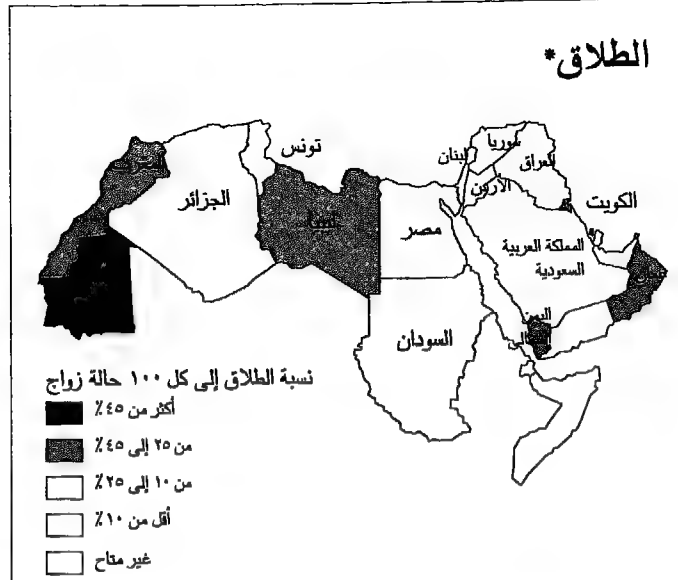 الطلاق*
تونس
الجزائر
ليبيا
مصر
السودان
لبنان
سوريا
العراق
الأردن
الكويت
المملكة العربية
السعودية
اليمن
نسبة الطلاق إلى كل ١٠٠ حالة زواج
أكثر من ٤٥٪
من ٢٥ إلى ٤٥٪
من ١٠ إلى ٢٥٪
أقل من ١٠٪
غير متاح